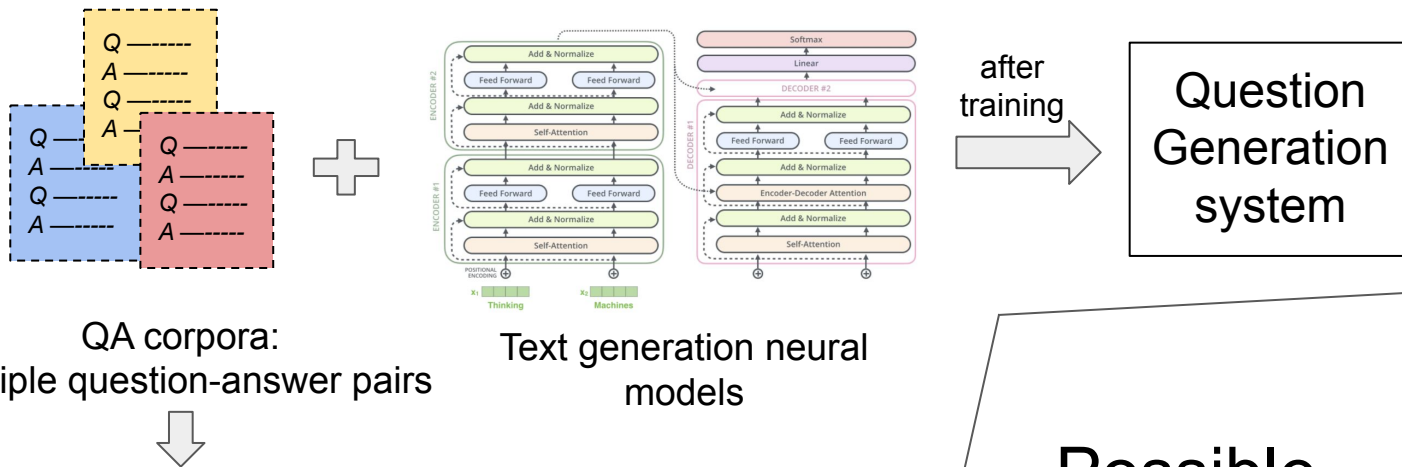 Q —-----
A —-----
Q —-----
A —
Q —-
A —-----
Q —-----
A —-----
Q —-----
A —-----
Q —-----
A —-----
ENCODER #2
Add & Normalize
Feed Forward
Feed Forward
Add & Normalize
Self-Attention
ENCODER #1
Add & Normalize
Feed Forward
Feed Forward
Add & Normalize
Self-Attention
POSITIONAL
ENCODING
x₁
x₂
Thinking
Machines
Softmax
Linear
DECODER #2
DECODER #1
Add & Normalize
Feed Forward
Feed Forward
Add & Normalize
Encoder-Decoder Attention
Add & Normalize
Self-Attention
after
training
Question
Generation
system
QA corpora:
iple question-answer pairs
Text generation neural
models